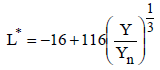 L* = −16 + 116(Y/Yn)^(1/3)